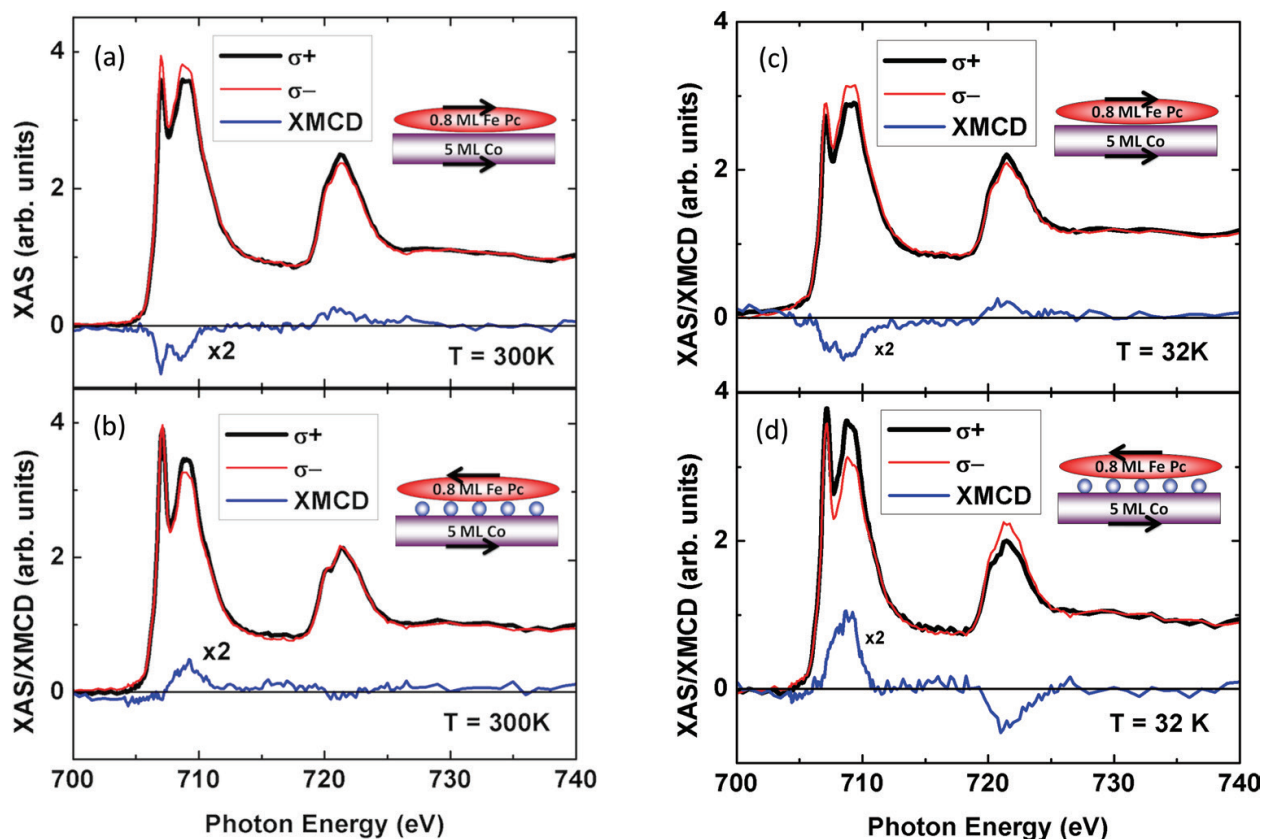 (a)
σ+
σ−
XMCD
0.8 ML Fe Pc
5 ML Co
x2
T = 300K
4
2
0
XAS (arb. units)
(b)
σ+
σ−
XMCD
0.8 ML Fe Pc
5 ML Co
x2
T = 300K
4
2
0
XAS/XMCD (arb. units)
700 710 720 730 740
Photon Energy (eV)
(c)
σ+
σ−
XMCD
0.8 ML Fe Pc
5 ML Co
x2
T = 32K
4
2
0
XAS/XMCD (arb. units)
(d)
σ+
σ−
XMCD
0.8 ML Fe Pc
5 ML Co
x2
T = 32 K
4
2
0
XAS/XMCD (arb. units)
700 710 720 730 740
Photon Energy (eV)